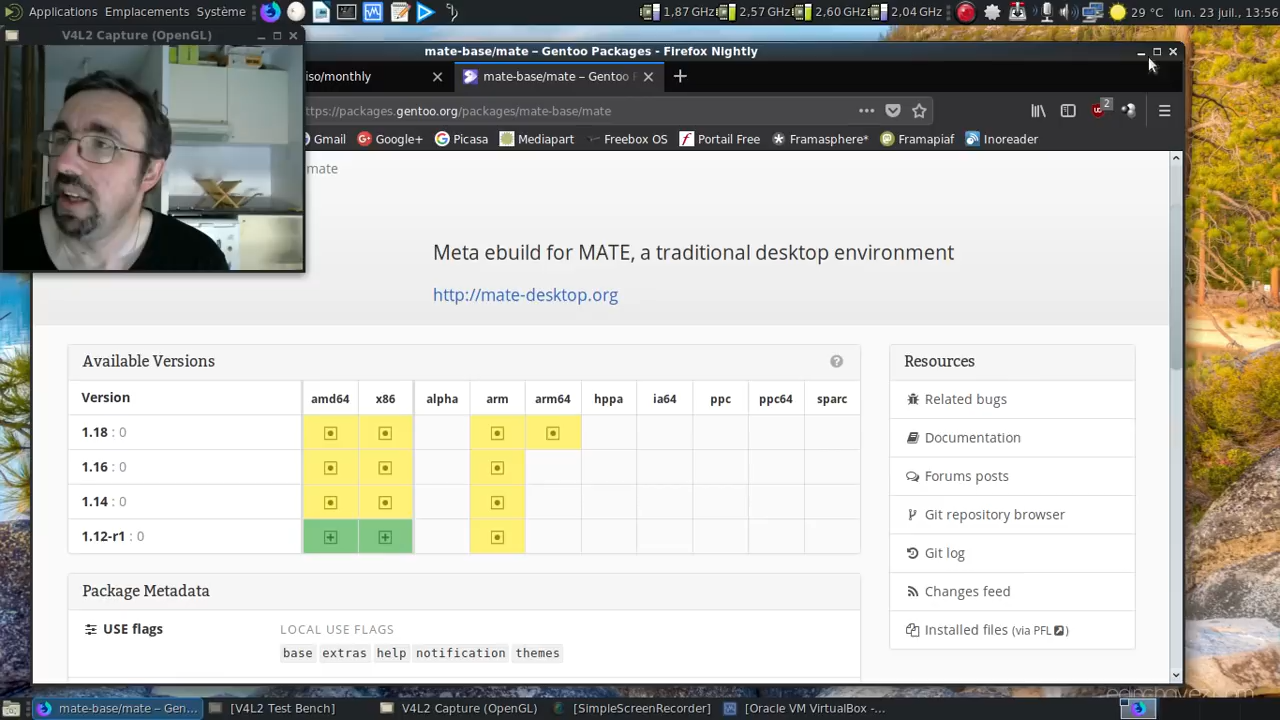 Applications Emplacements Système
1,87 GHz 2,57 GHz 2,60 GHz 2,04 GHz 29 °C lun. 23 juil., 13:56
V4L2 Capture (OpenGL)
mate-base/mate – Gentoo Packages - Firefox Nightly
iso/monthly
mate-base/mate – Gentoo
ttps://packages.gentoo.org/packages/mate-base/mate
2
Gmail Google+ Picasa Mediapart Freebox OS Portail Free Framasphere* Framapiaf Inoreader
mate
Meta ebuild for MATE, a traditional desktop environment
http://mate-desktop.org
Available Versions
Version amd64 x86 alpha arm arm64 hppa ia64 ppc ppc64 sparc
1.18 : 0
1.16 : 0
1.14 : 0
1.12-r1 : 0
Resources
Related bugs
Documentation
Forums posts
Git repository browser
Git log
Changes feed
Installed files (via PFL)
Package Metadata
USE flags
LOCAL USE FLAGS
base extras help notification themes
mate-base/mate – Gen... [V4L2 Test Bench] V4L2 Capture (OpenGL) [SimpleScreenRecorder] [Oracle VM VirtualBox -...